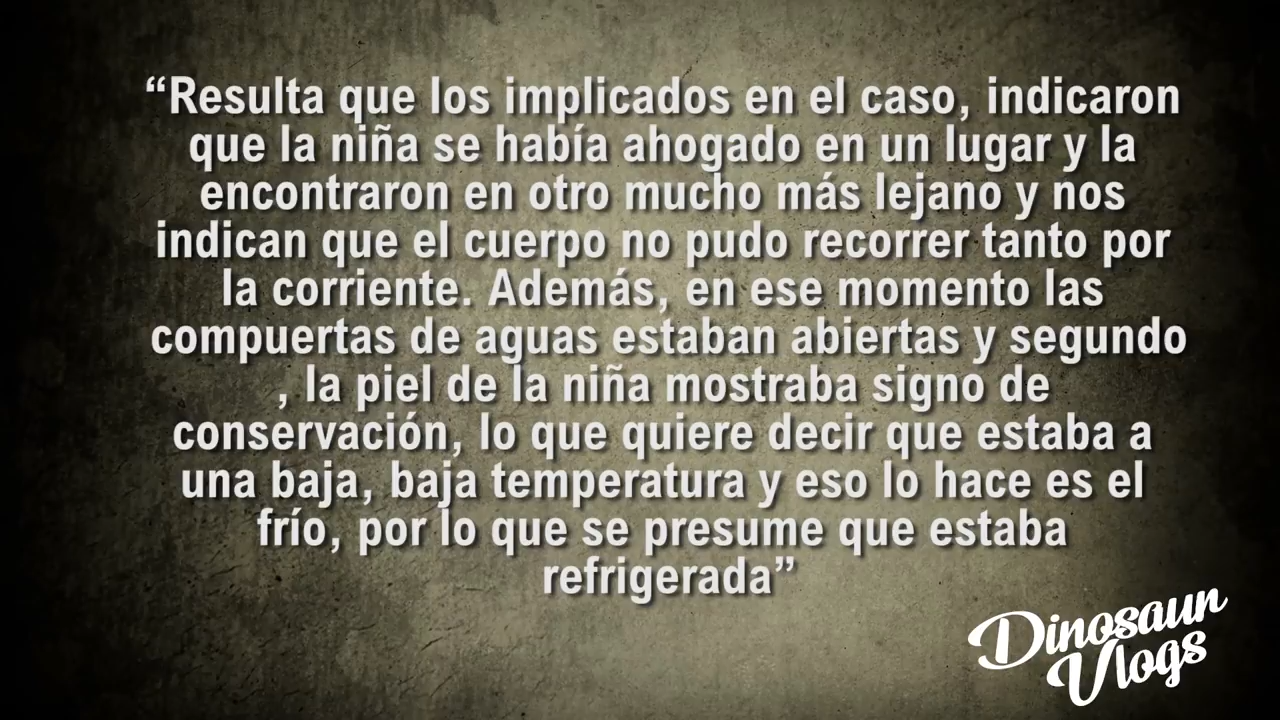 “Resulta que los implicados en el caso, indicaron
que la niña se había ahogado en un lugar y la
encontraron en otro mucho más lejano y nos
indican que el cuerpo no pudo recorrer tanto por
la corriente. Además, en ese momento las
compuertas de aguas estaban abiertas y segundo
, la piel de la niña mostraba signo de
conservación, lo que quiere decir que estaba a
una baja, baja temperatura y eso lo hace es el
frío, por lo que se presume que estaba
refrigerada”
Dinosaun
Vlogs